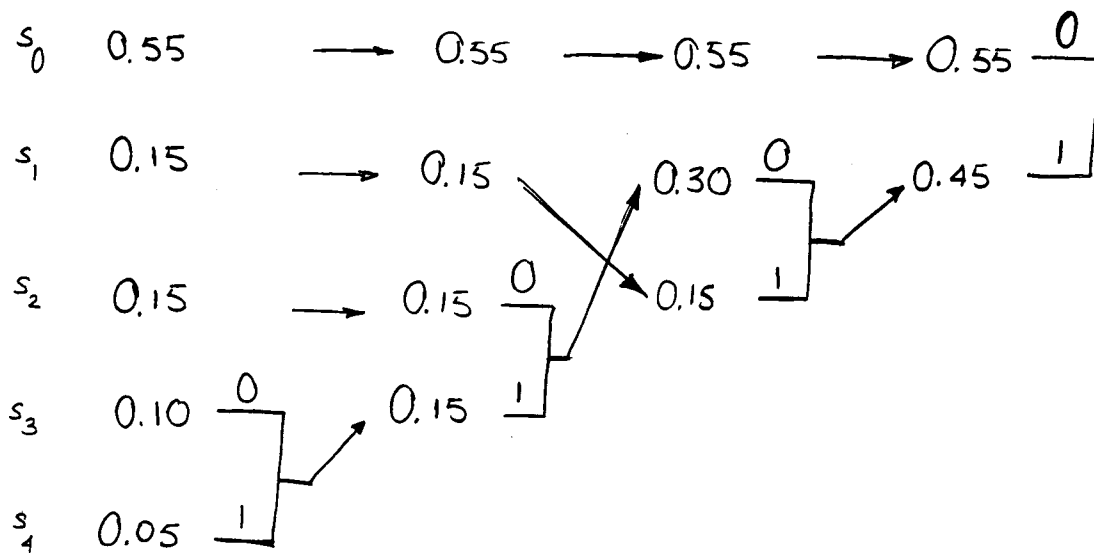 0
s0 0.55 → 0.55 → 0.55 → 0.55
s1 0.15 → 0.15 0.30 0 0.45 1
s2 0.15 → 0.15 0 0.15 1
s3 0.10 0 0.15 1
s4 0.05 1